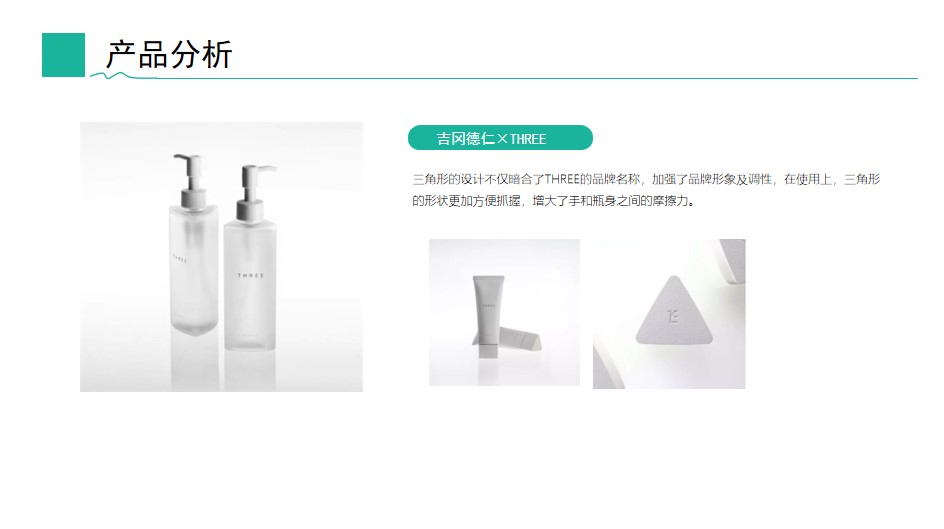 产品分析
吉冈德仁×THREE
三角形的设计不仅暗合了THREE的品牌名称，加强了品牌形象及调性，在使用上，三角形
的形状更加方便抓握，增大了手和瓶身之间的摩擦力。
THREE
THREE
THREE